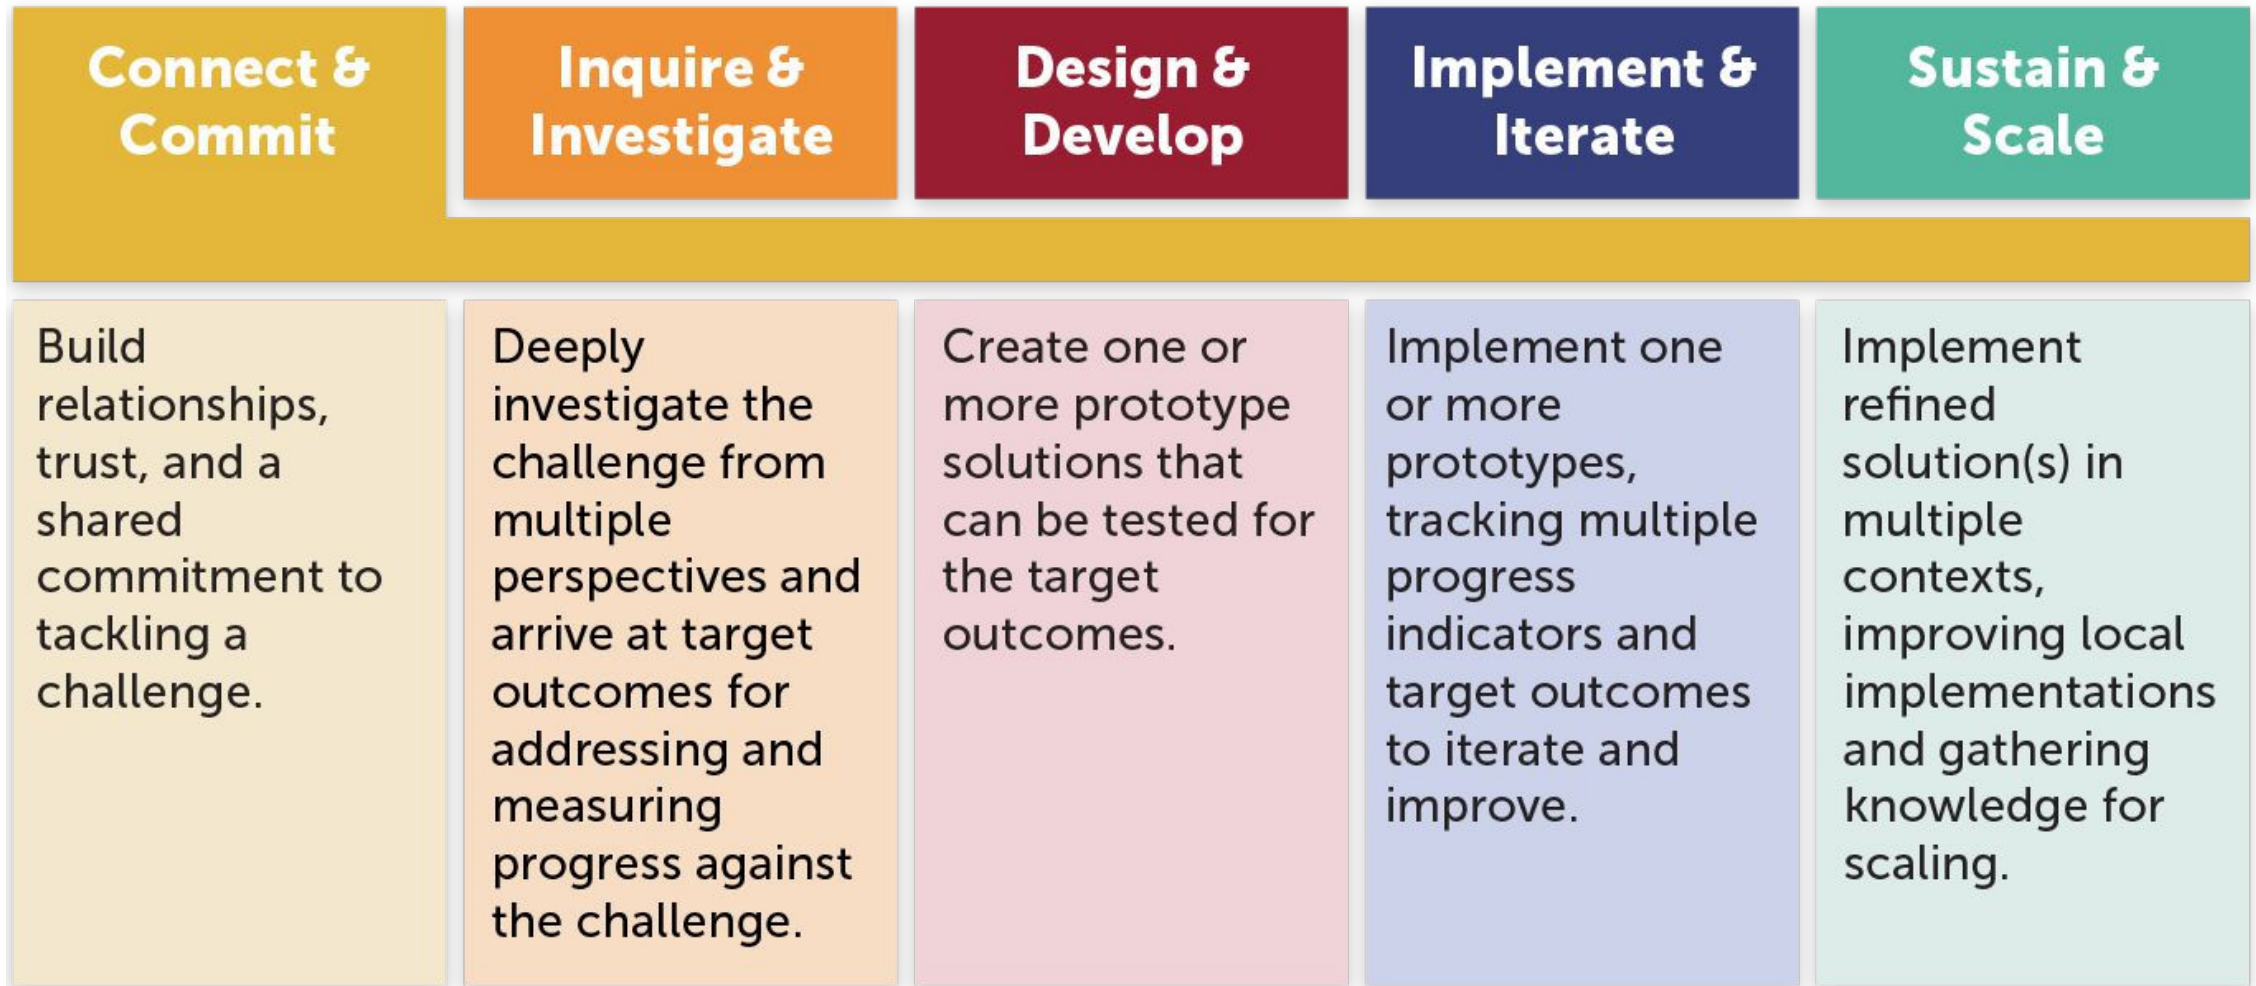 Connect &
Commit
Inquire &
Investigate
Design &
Develop
Implement &
Iterate
Sustain &
Scale
Build
relationships,
trust, and a
shared
commitment to
tackling a
challenge.
Deeply
investigate the
challenge from
multiple
perspectives and
arrive at target
outcomes for
addressing and
measuring
progress against
the challenge.
Create one or
more prototype
solutions that
can be tested for
the target
outcomes.
Implement one
or more
prototypes,
tracking multiple
progress
indicators and
target outcomes
to iterate and
improve.
Implement
refined
solution(s) in
multiple
contexts,
improving local
implementations
and gathering
knowledge for
scaling.